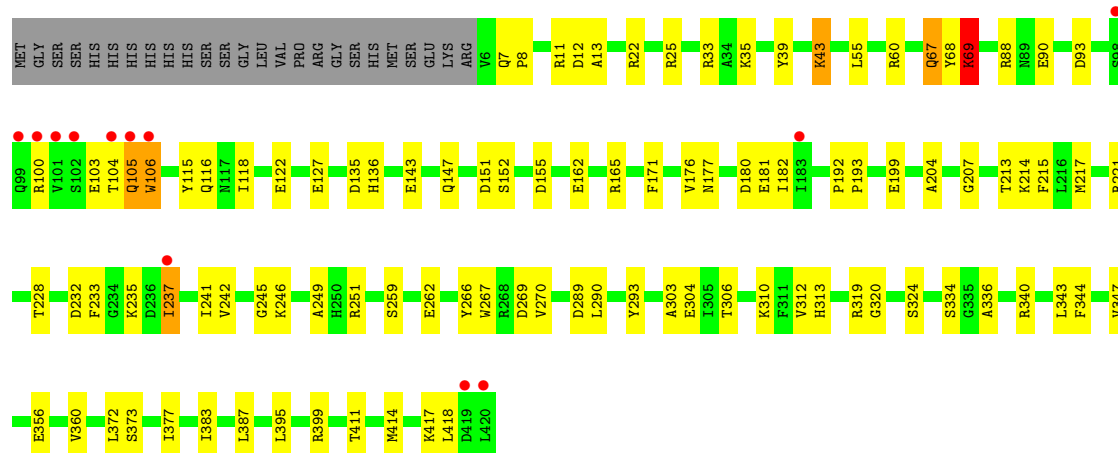 MET GLY SER SER HIS HIS HIS HIS HIS HIS SER SER GLY LEU VAL PRO ARG GLY SER HIS MET SER GLU LYS ARG V6 Q7 P8 R11 D12 A13 R22 R25 R33 A34 K35 Y39 K43 L55 R60 Q67 Y68 K69 R88 N89 E90 D93 S98
Q99 R100 V101 S102 E103 T104 Q105 W106 Y115 Q116 N117 I118 E122 E127 D135 H136 E143 Q147 D151 S152 D155 E162 R165 F171 V176 N177 D180 E181 I182 I183 P192 P193 E199 A204 G207 T213 K214 F215 L216 M217
T228 D232 F233 G234 K235 D236 I237 I241 V242 G245 K246 A249 H250 R251 S259 E262 Y266 W267 R268 D269 V270 D289 L290 Y293 A303 E304 I305 T306 K310 F311 V312 H313 R319 G320 S324 S334 G335 A336 R340 L343 F344 V347
E356 V360 L372 S373 I377 I383 L387 L395 R399 T411 M414 K417 L418 D419 L420